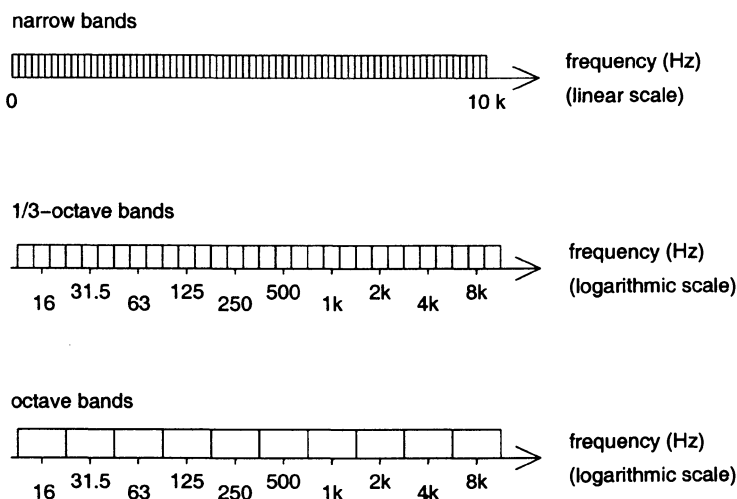 narrow bands
frequency (Hz)
(linear scale)
0 10 k
1/3–octave bands
frequency (Hz)
(logarithmic scale)
16 31.5 63 125 250 500 1k 2k 4k 8k
octave bands
frequency (Hz)
(logarithmic scale)
16 31.5 63 125 250 500 1k 2k 4k 8k